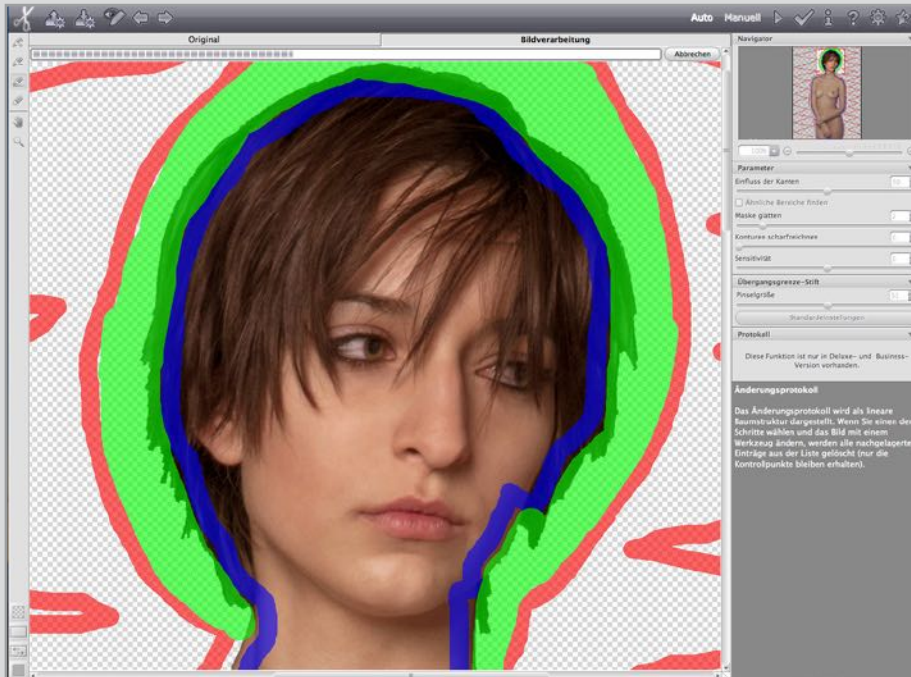 Auto Manuell
Original
Bildverarbeitung
Abbrechen
Navigator
100%
Parameter
Einfluss der Kanten
Ähnliche Bereiche finden
Maske glätten
Konturen scharfzeichnen
Sensitivität
Übergangsgrenze-Stift
Pinselgröße
Standardeinstellungen
Protokoll
Diese Funktion ist nur in Deluxe- und Business-
Version vorhanden.
Änderungsprotokoll
Das Änderungsprotokoll wird als lineare
Baumstruktur dargestellt. Wenn Sie einen der
Schritte wählen und das Bild mit einem
Werkzeug ändern, werden alle nachgelagerte
Einträge aus der Liste gelöscht (nur die
Kontrollpunkte bleiben erhalten).